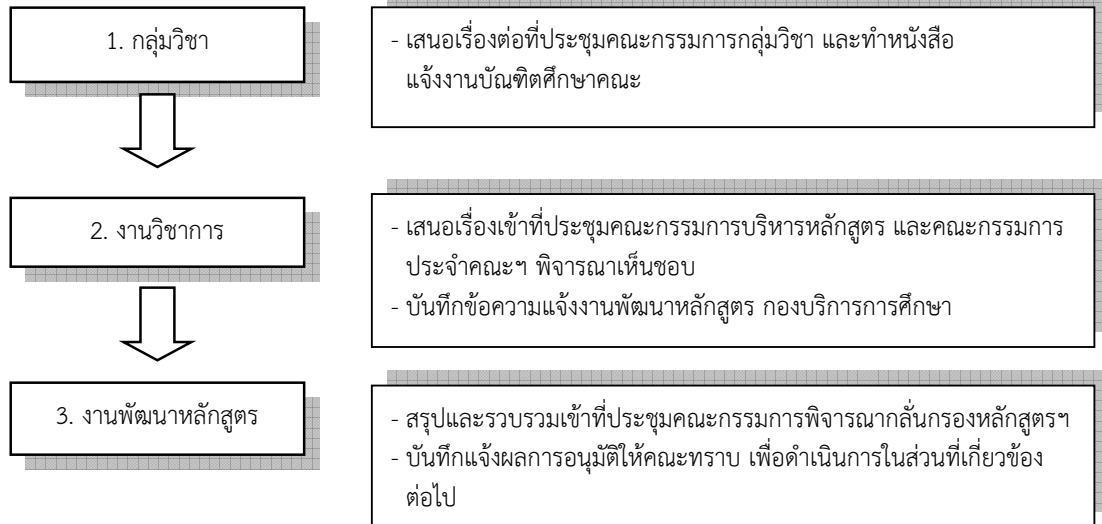 1. กลุ่มวิชา
- เสนอเรื่องต่อที่ประชุมคณะกรรมการกลุ่มวิชา และทำหนังสือ
แจ้งงานบัณฑิตศึกษาคณะ
2. งานวิชาการ
- เสนอเรื่องเข้าที่ประชุมคณะกรรมการบริหารหลักสูตร และคณะกรรมการ
ประจำคณะฯ พิจารณาเห็นชอบ
- บันทึกข้อความแจ้งงานพัฒนาหลักสูตร กองบริการการศึกษา
3. งานพัฒนาหลักสูตร
- สรุปและรวบรวมเข้าที่ประชุมคณะกรรมการพิจารณากลั่นกรองหลักสูตรฯ
- บันทึกแจ้งผลการอนุมัติให้คณะทราบ เพื่อดำเนินการในส่วนที่เกี่ยวข้อง
ต่อไป